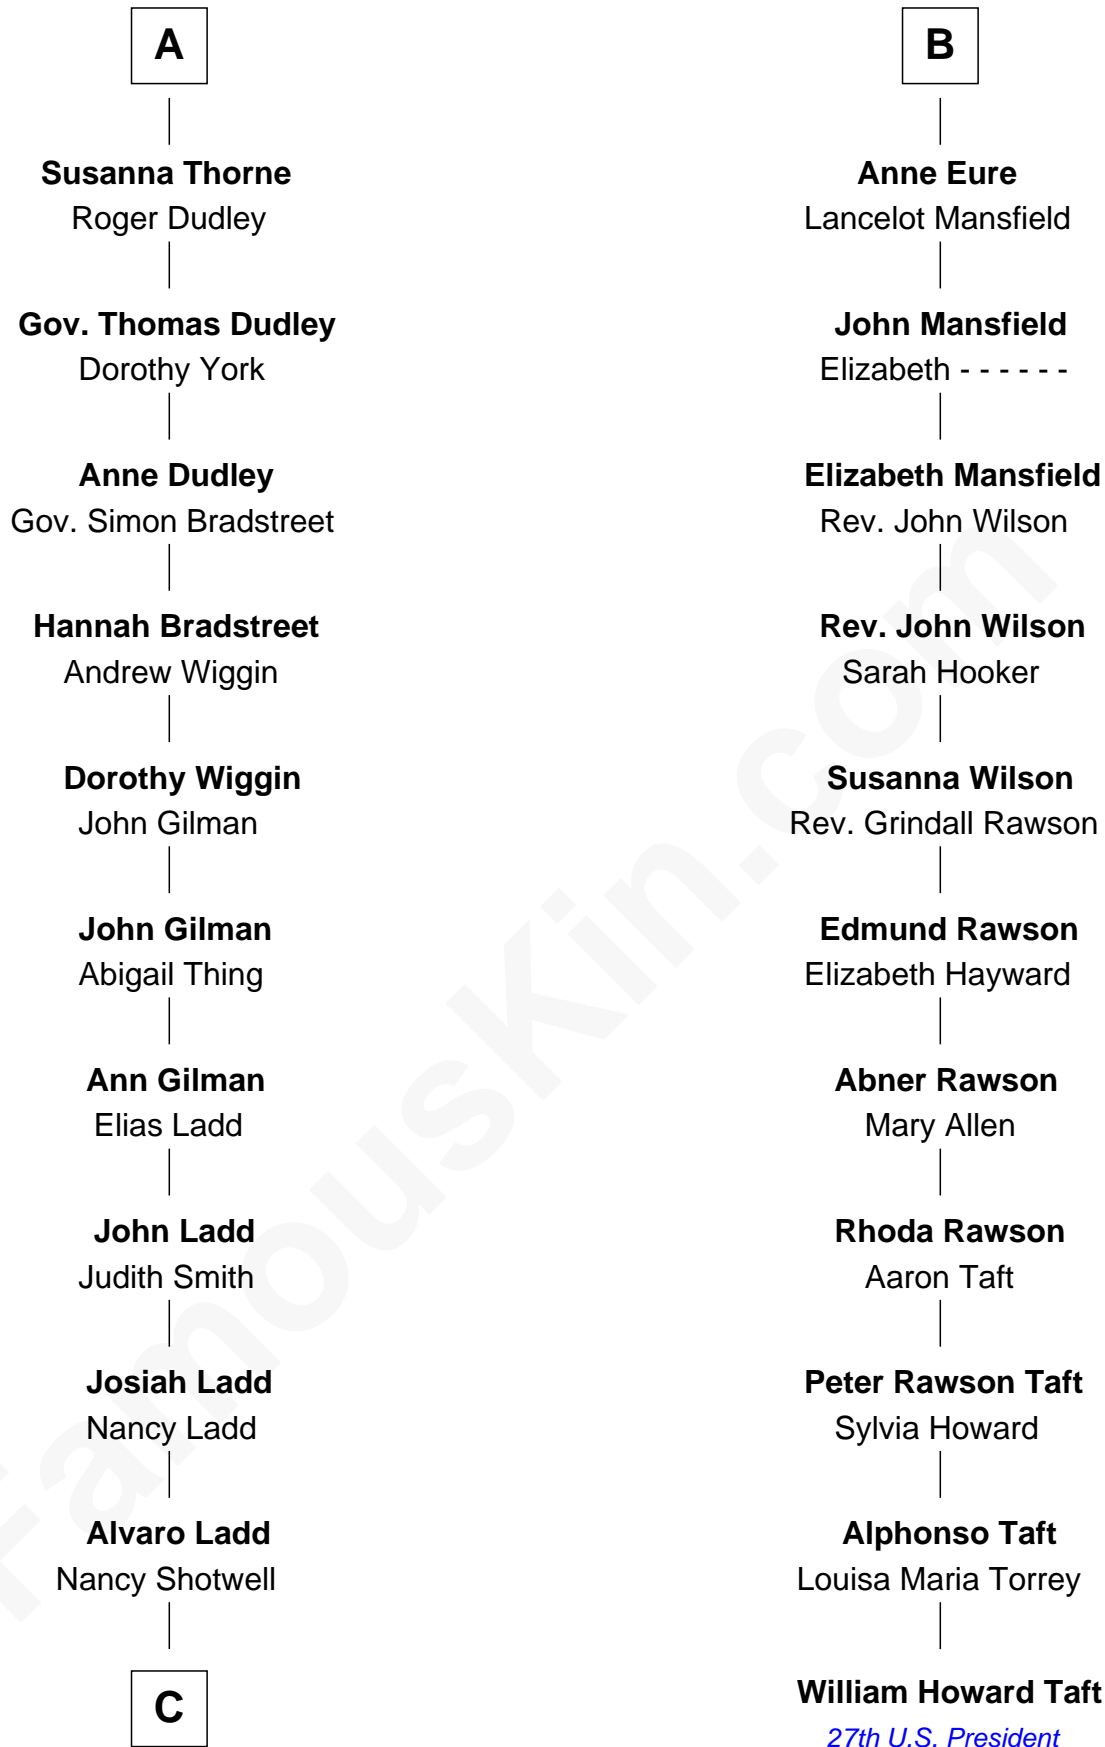 A
Susanna Thorne
Roger Dudley
Gov. Thomas Dudley
Dorothy York
Anne Dudley
Gov. Simon Bradstreet
Hannah Bradstreet
Andrew Wiggin
Dorothy Wiggin
John Gilman
John Gilman
Abigail Thing
Ann Gilman
Elias Ladd
John Ladd
Judith Smith
Josiah Ladd
Nancy Ladd
Alvaro Ladd
Nancy Shotwell
C
B
Anne Eure
Lancelot Mansfield
John Mansfield
Elizabeth - - - - - -
Elizabeth Mansfield
Rev. John Wilson
Rev. John Wilson
Sarah Hooker
Susanna Wilson
Rev. Grindall Rawson
Edmund Rawson
Elizabeth Hayward
Abner Rawson
Mary Allen
Rhoda Rawson
Aaron Taft
Peter Rawson Taft
Sylvia Howard
Alphonso Taft
Louisa Maria Torrey
William Howard Taft
27th U.S. President
FamousKin.com